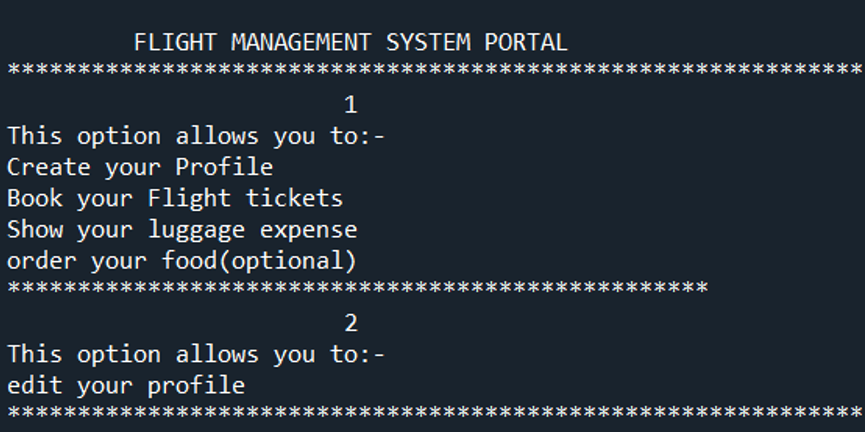 FLIGHT MANAGEMENT SYSTEM PORTAL
*************************************************************
1
This option allows you to:-
Create your Profile
Book your Flight tickets
Show your luggage expense
order your food(optional)
**************************************************
2
This option allows you to:-
edit your profile
*************************************************************